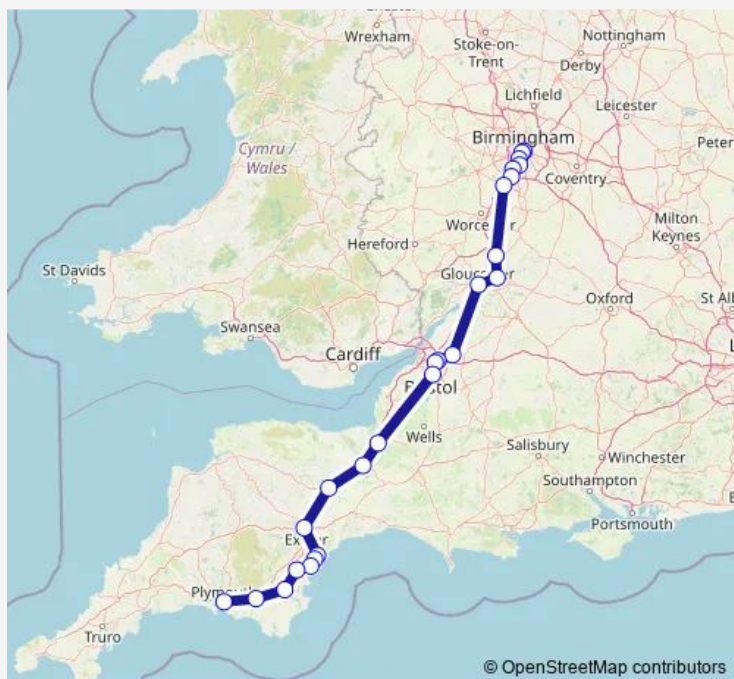 Wrexham
Stoke-on-
Trent
Nottingham
Derby
Lichfield
Leicester
Birmingham
Peter
Cymru /
Wales
Coventry
Milton
Keynes
Hereford
St Davids
Oxford
St Al
Swansea
Cardiff
Wells
Salisbury
Winchester
Southampton
Portsmouth
Truro
© OpenStreetMap contributors